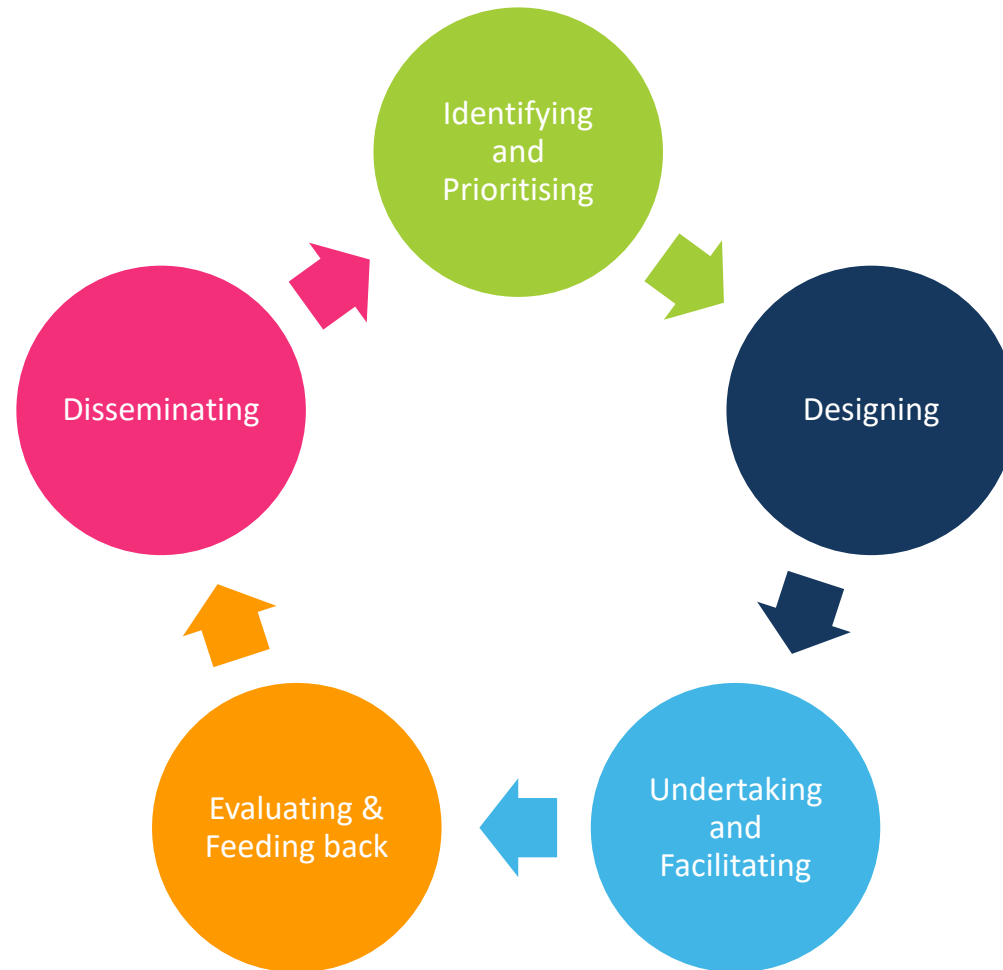 Identifying
and
Prioritising
Designing
Undertaking
and
Facilitating
Evaluating &
Feeding back
Disseminating